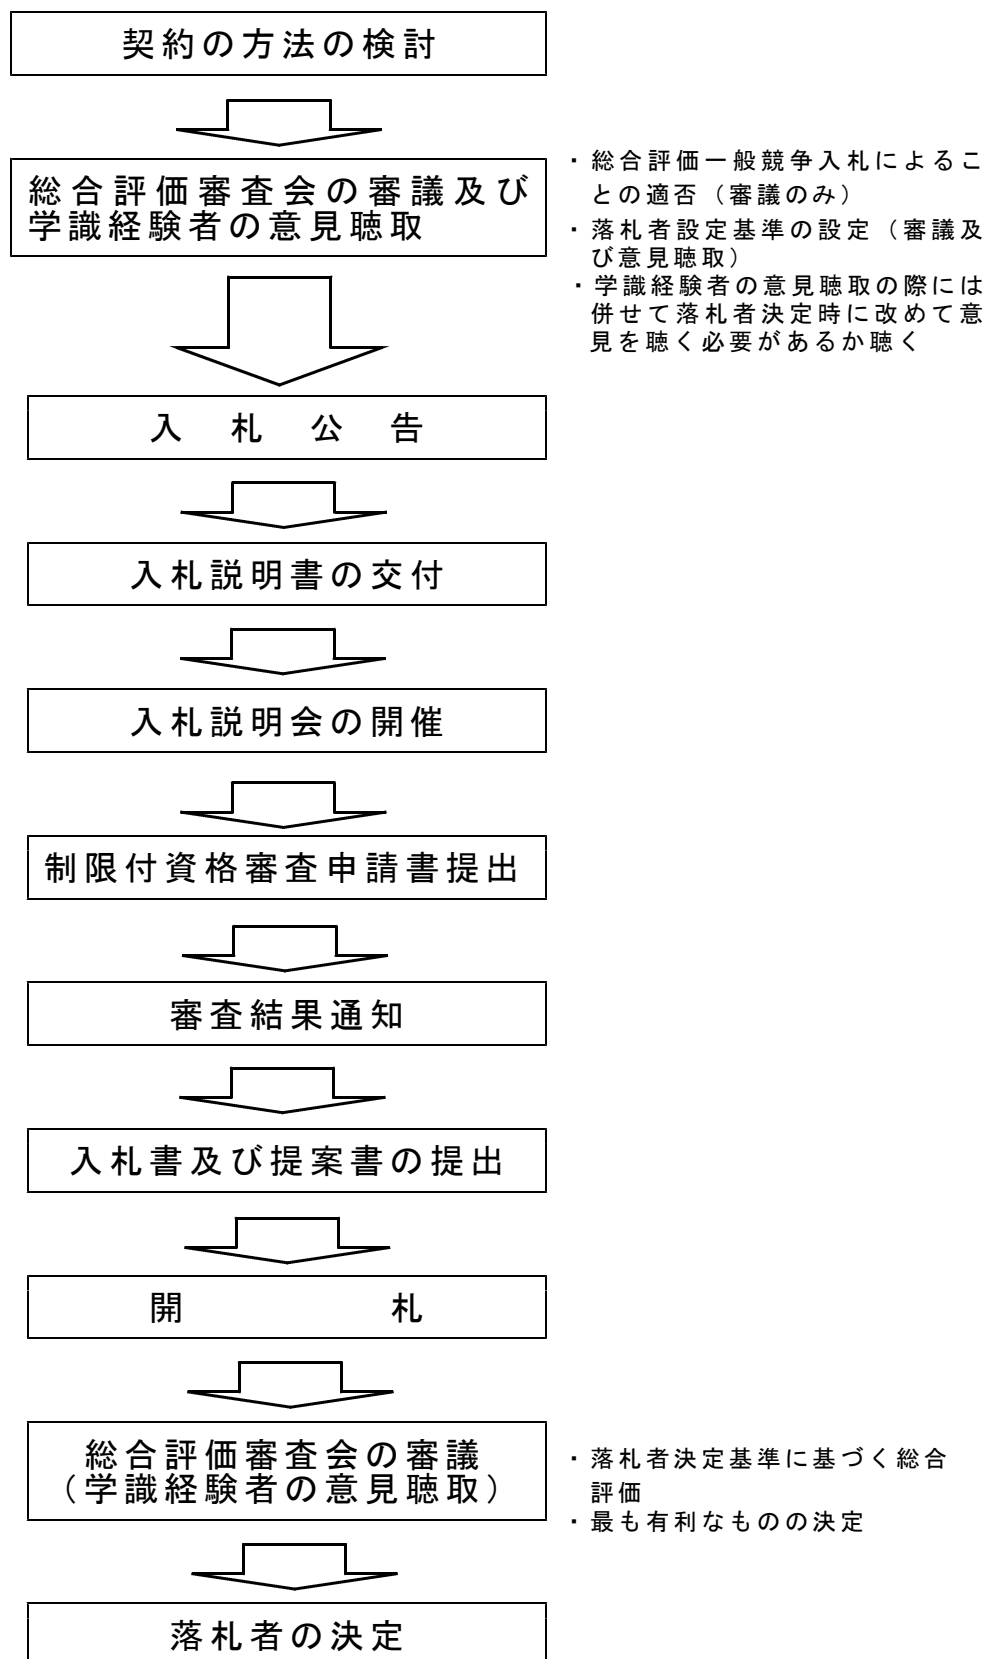 契約の方法の検討
総合評価審査会の審議及び
学識経験者の意見聴取
・総合評価一般競争入札によるこ
との適否（審議のみ）
・落札者設定基準の設定（審議及
び意見聴取）
・学識経験者の意見聴取の際には
併せて落札者決定時に改めて意
見を聴く必要があるか聴く
入　札　公　告
入札説明書の交付
入札説明会の開催
制限付資格審査申請書提出
審査結果通知
入札書及び提案書の提出
開　　　　　札
総合評価審査会の審議
（学識経験者の意見聴取）
・落札者決定基準に基づく総合
評価
・最も有利なものの決定
落札者の決定